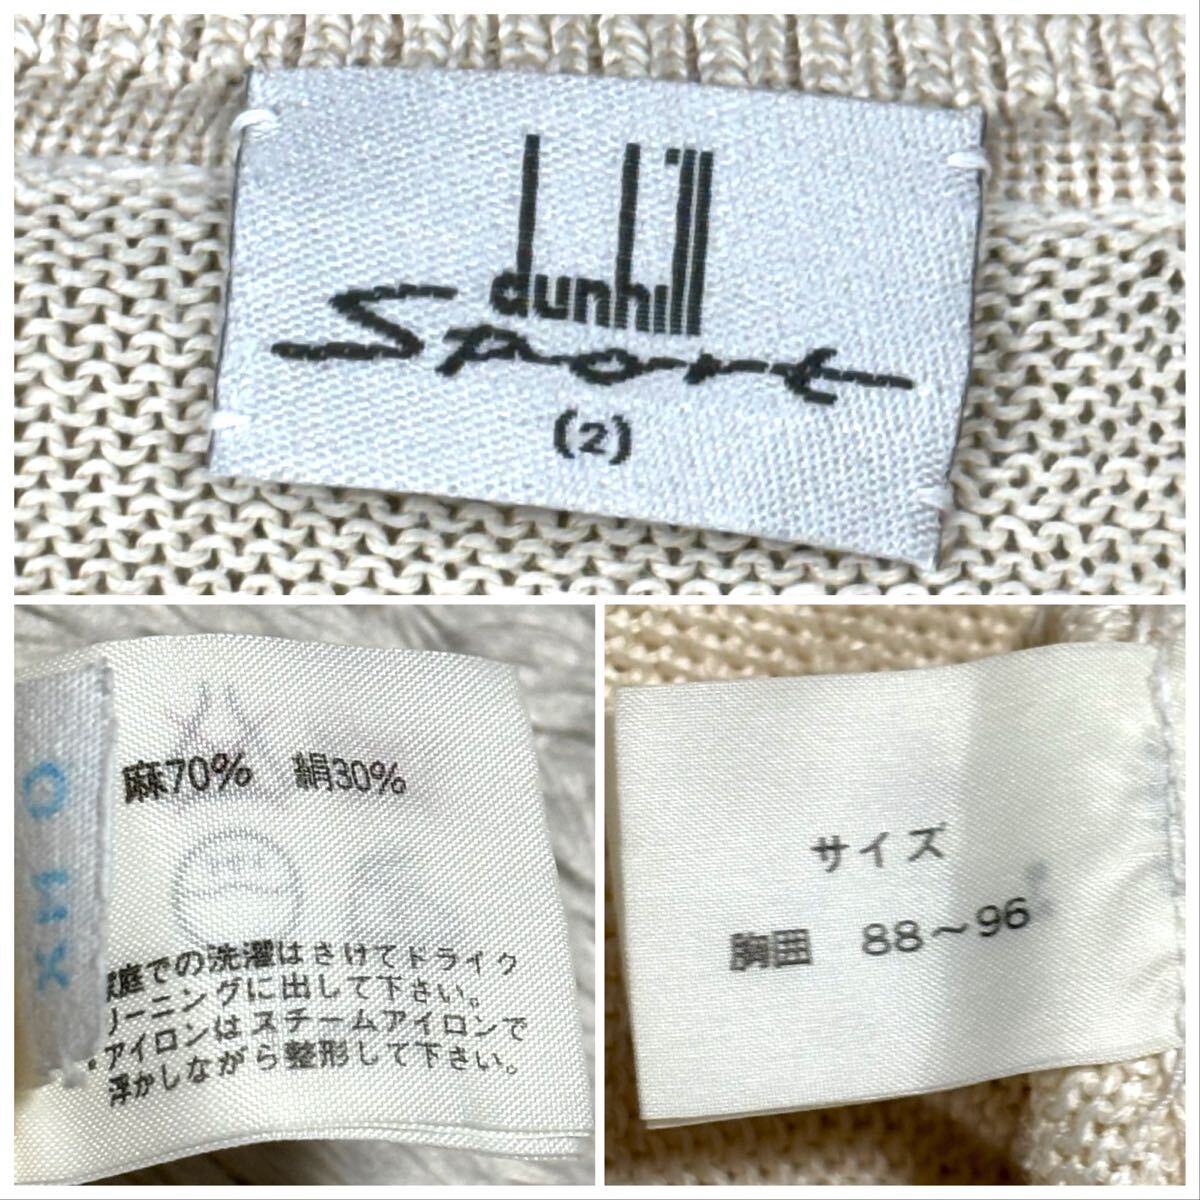 dunhill
Sport
(2)
麻70% 絹30%
家庭での洗濯はさけてドライク
リーニングに出して下さい。
・アイロンはスチームアイロンで
浮かしながら整形して下さい。
サイズ
胸囲 88～96